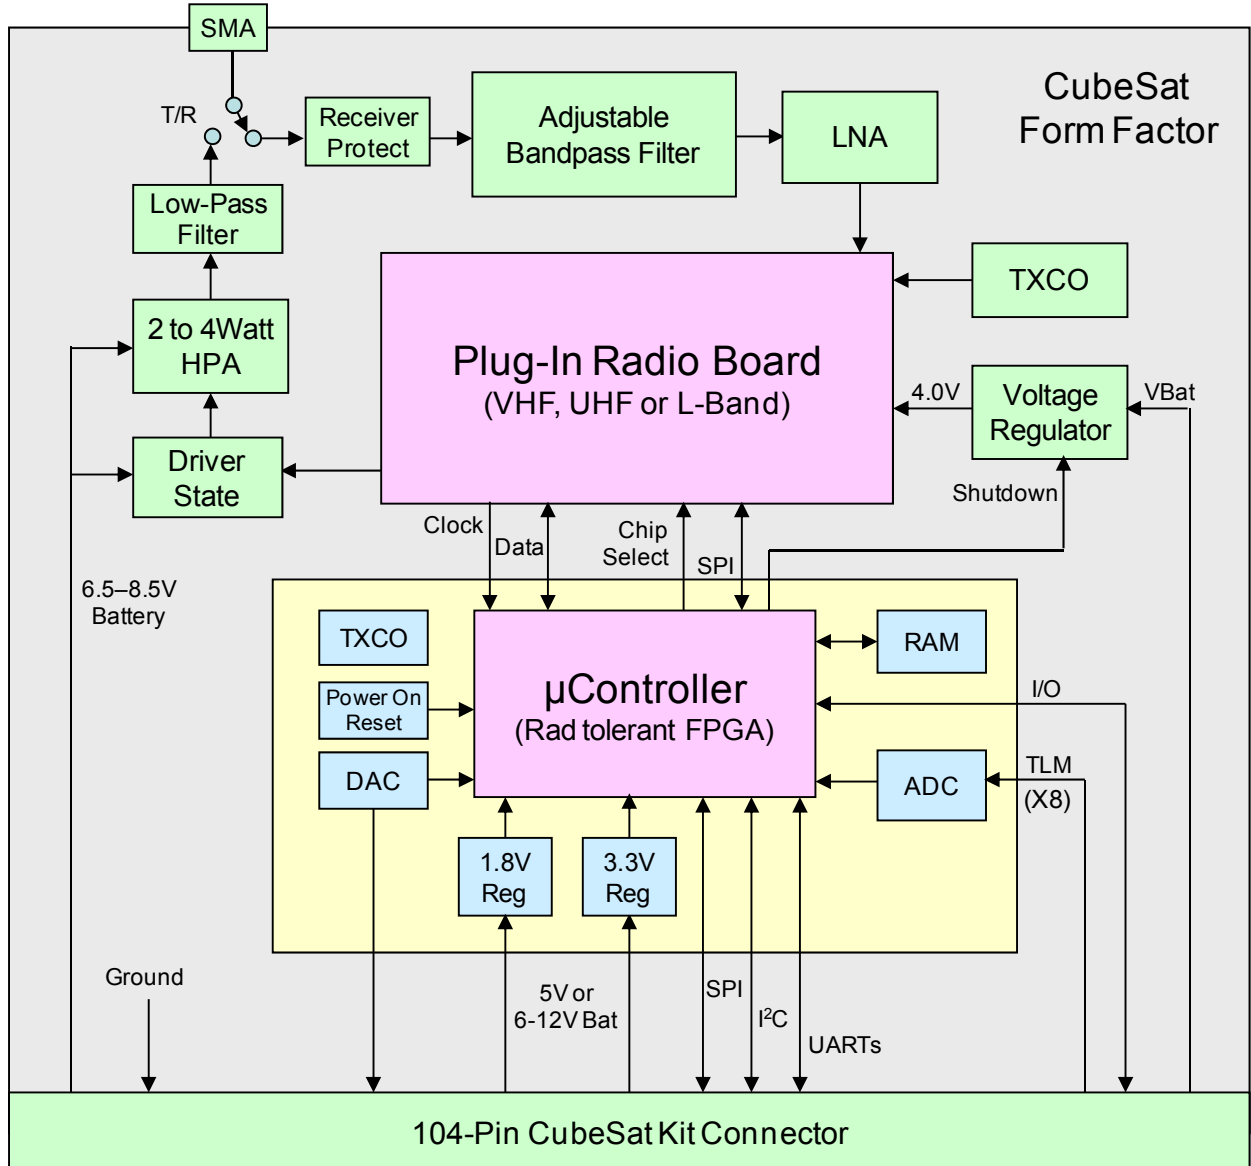 SMA
CubeSat
Form Factor
T/R
Receiver
Protect
Adjustable
Bandpass Filter
LNA
Low-Pass
Filter
TXCO
2 to 4Watt
HPA
Plug-In Radio Board
(VHF, UHF or L-Band)
4.0V
Voltage
Regulator
VBat
Driver
State
Shutdown
Clock
Data
Chip
Select
SPI
6.5–8.5V
Battery
TXCO
RAM
Power On
Reset
µController
(Rad tolerant FPGA)
I/O
DAC
ADC
TLM
(X8)
1.8V
Reg
3.3V
Reg
Ground
5V or
6-12V Bat
SPI
I²C
UARTs
104-Pin CubeSat Kit Connector